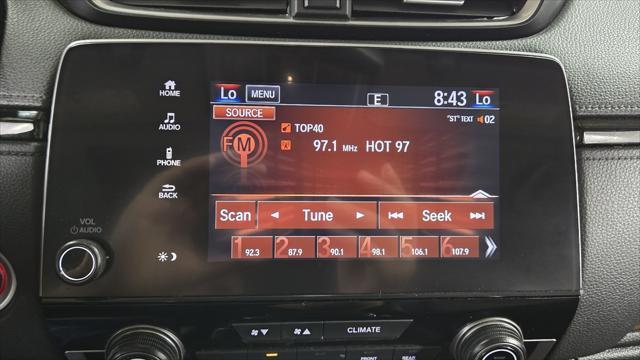 Lo MENU E 8:43 Lo
SOURCE "ST" TEXT 02
FM TOP40
97.1 MHz HOT 97
Scan Tune Seek
1 92.3 2 87.9 3 90.1 4 98.1 5 106.1 6 107.9
HOME
AUDIO
PHONE
BACK
VOL
AUDIO
CLIMATE
FRONT REAR